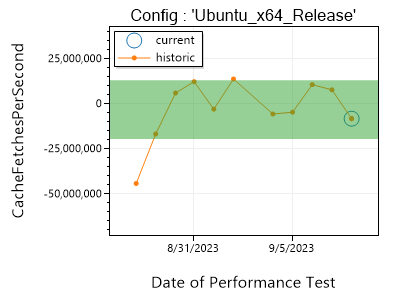 Config : 'Ubuntu_x64_Release'
current
historic
25,000,000
0
-25,000,000
-50,000,000
CacheFetchesPerSecond
8/31/2023
9/5/2023
Date of Performance Test